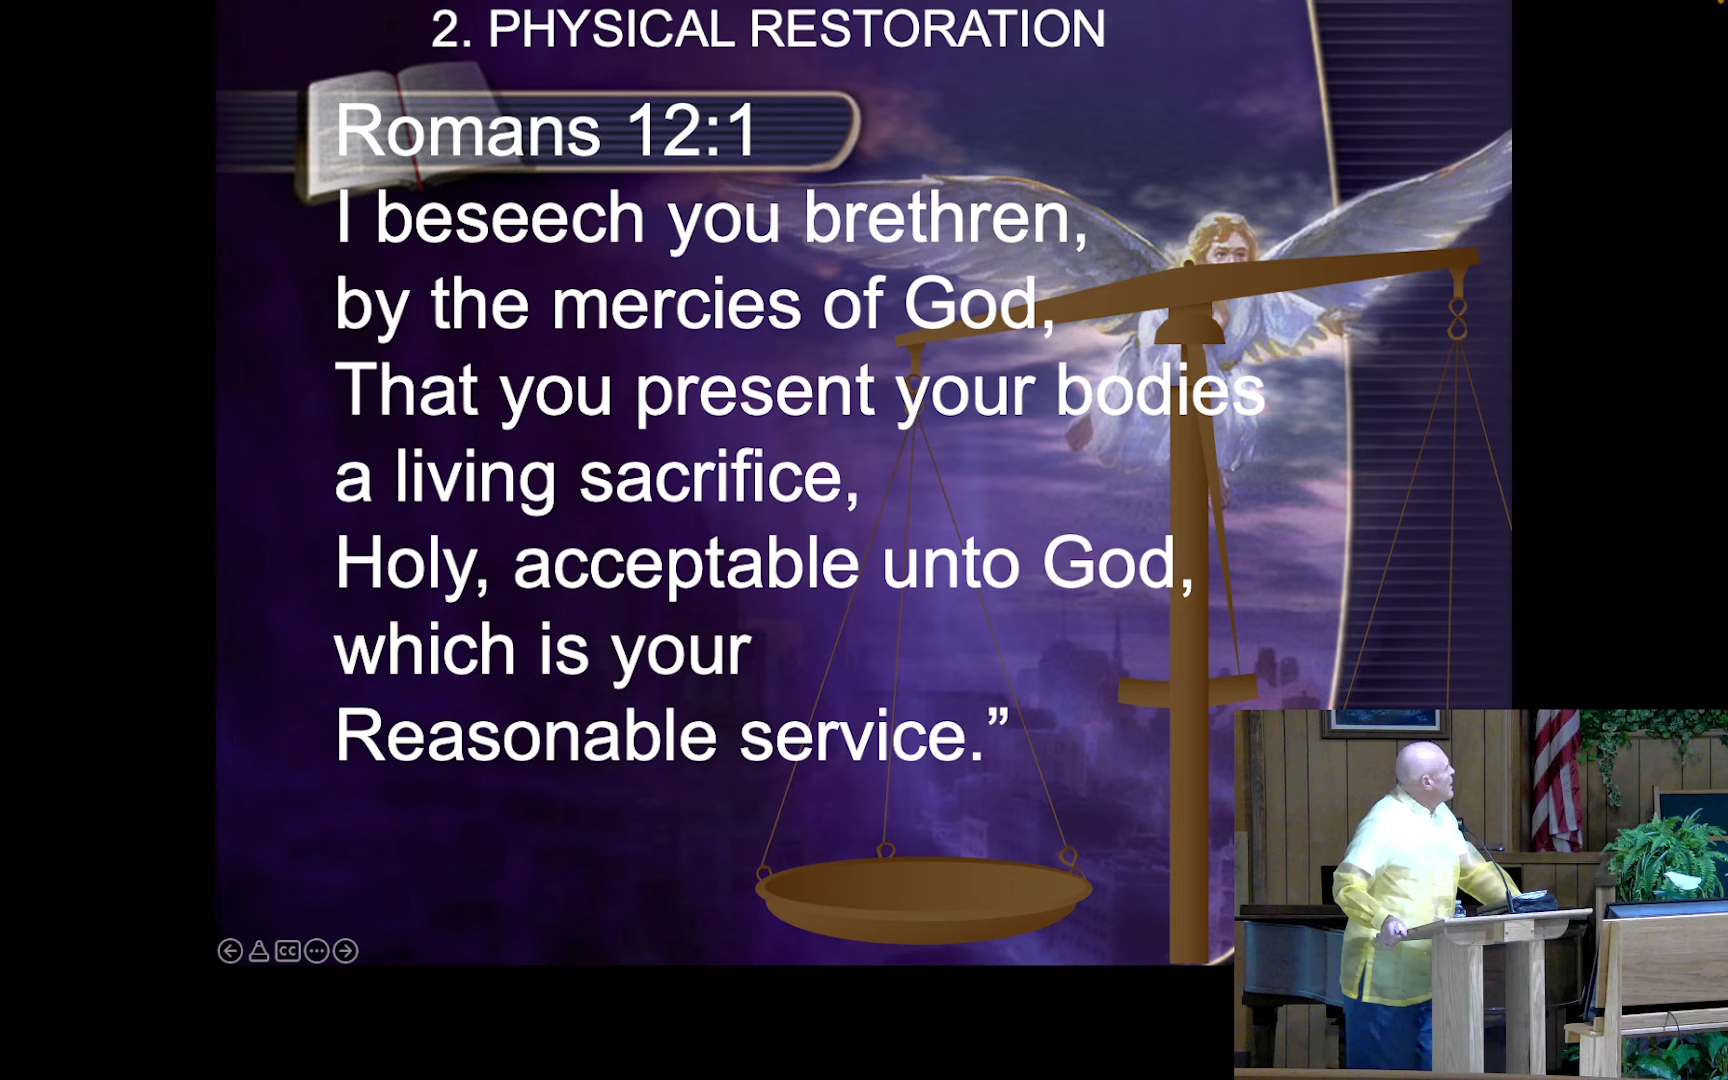 2. PHYSICAL RESTORATION
Romans 12:1
I beseech you brethren,
by the mercies of God,
That you present your bodies
a living sacrifice,
Holy, acceptable unto God,
which is your
Reasonable service.”
CC